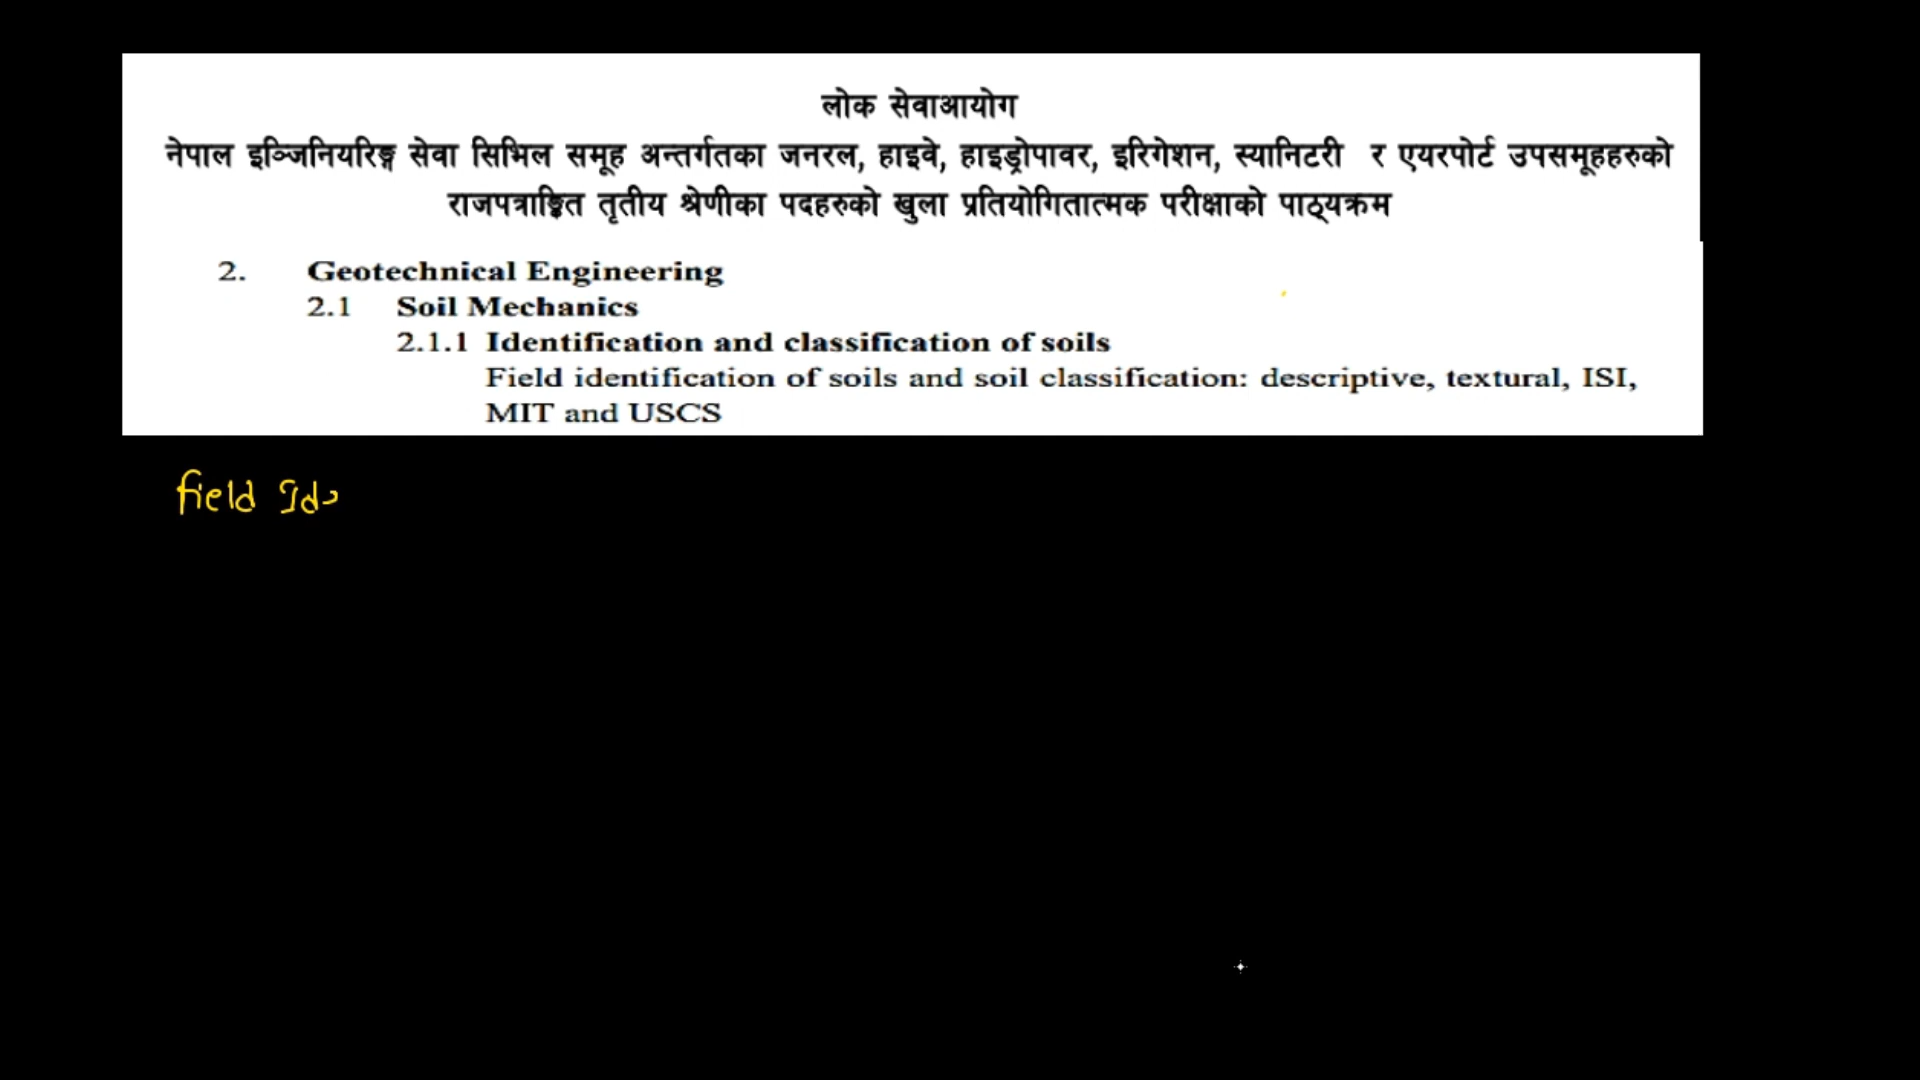 लोक सेवाआयोग
नेपाल इञ्जिनियरिङ्ग सेवा सिभिल समूह अन्तर्गतका जनरल, हाइवे, हाइड्रोपावर, इरिगेशन, स्यानिटरी र एयरपोर्ट उपसमूहहरुको
राजपत्राङ्कित तृतीय श्रेणीका पदहरुको खुला प्रतियोगितात्मक परीक्षाको पाठ्यक्रम
2. Geotechnical Engineering
2.1 Soil Mechanics
2.1.1 Identification and classification of soils
Field identification of soils and soil classification: descriptive, textural, ISI,
MIT and USCS
field